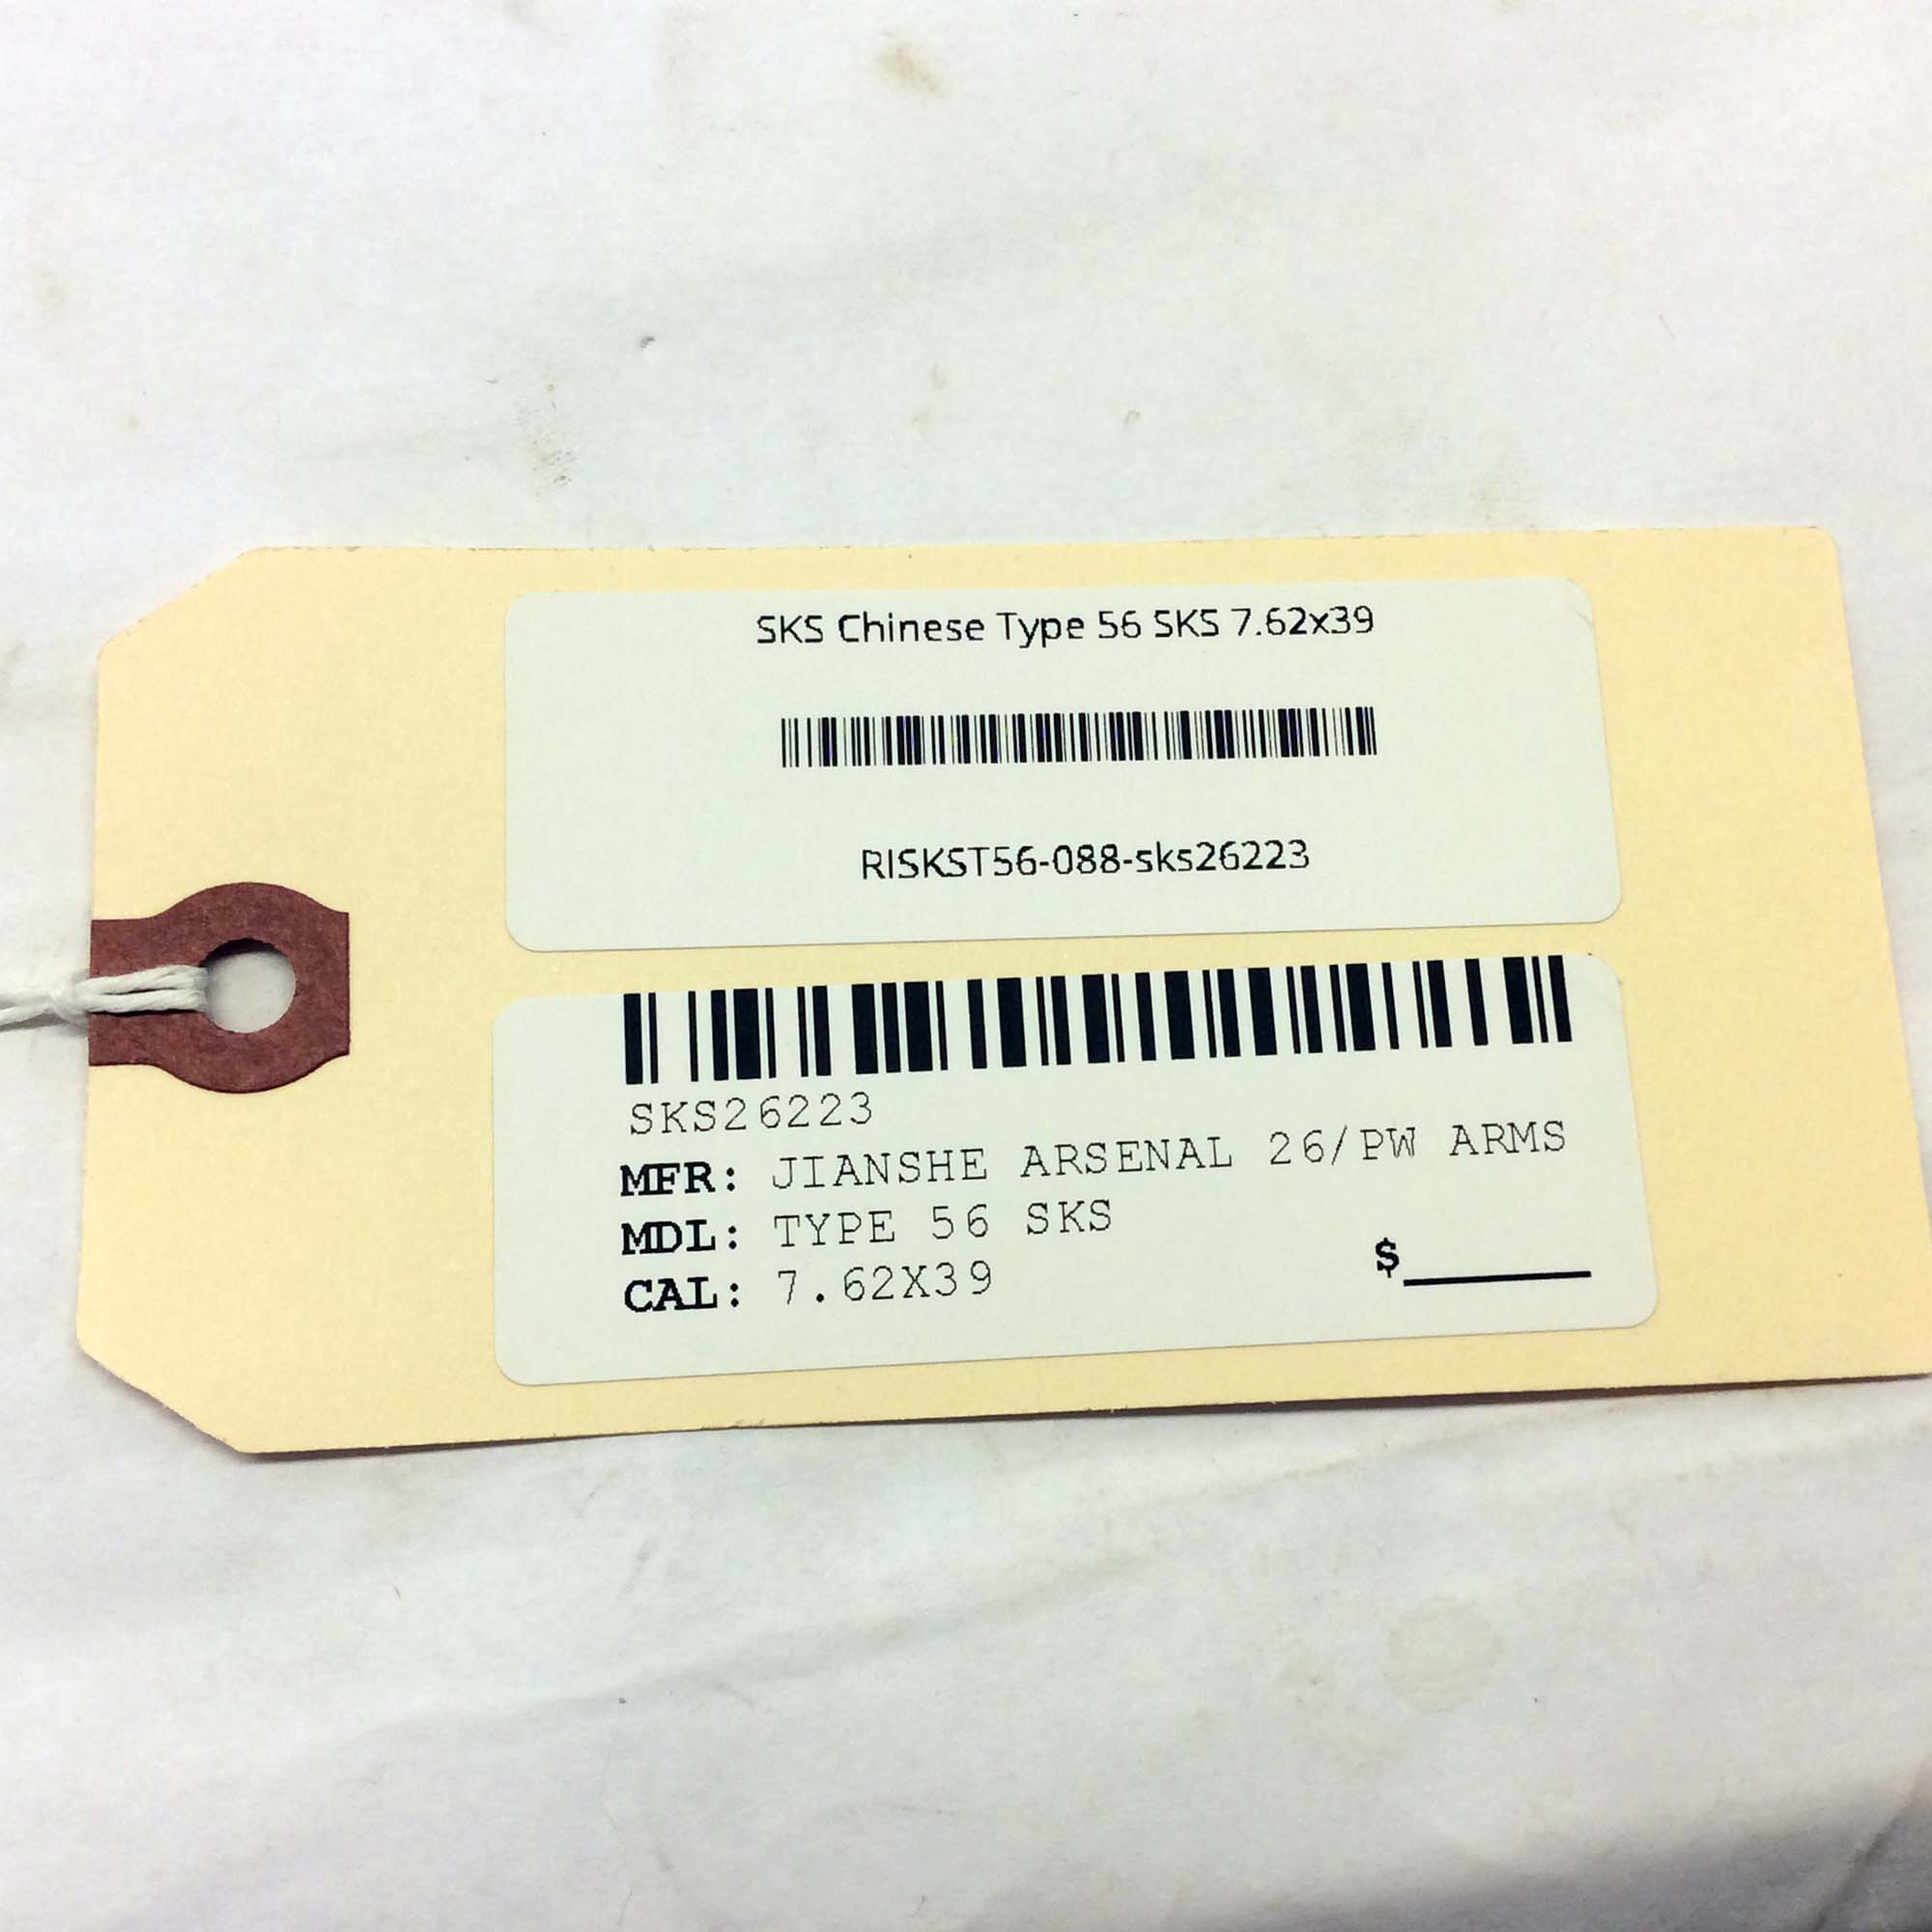 SKS Chinese Type 56 SKS 7.62x39
RISKST56-088-sks26223
SKS26223
MFR: JIANSHE ARSENAL 26/PW ARMS
MDL: TYPE 56 SKS
CAL: 7.62X39
$